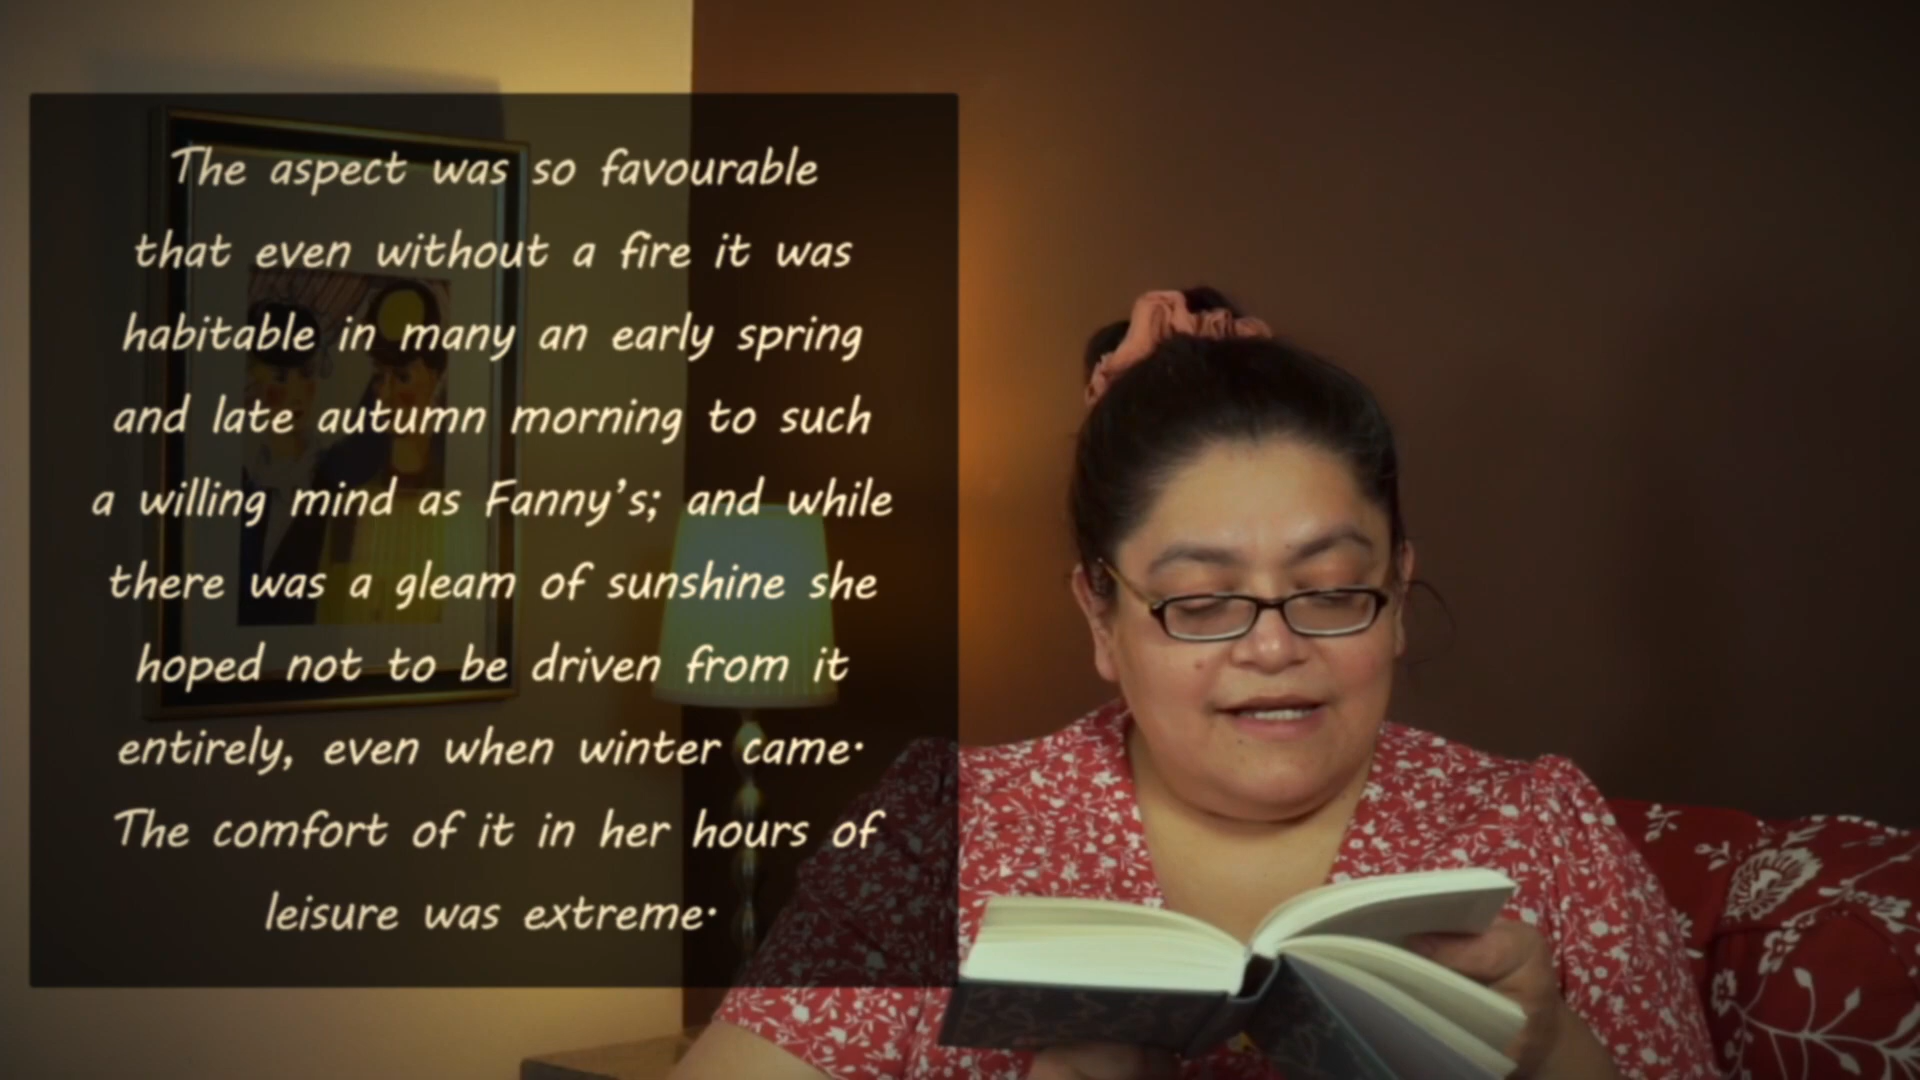 The aspect was so favourable
that even without a fire it was
habitable in many an early spring
and late autumn morning to such
a willing mind as Fanny’s; and while
there was a gleam of sunshine she
hoped not to be driven from it
entirely, even when winter came·
The comfort of it in her hours of
leisure was extreme·